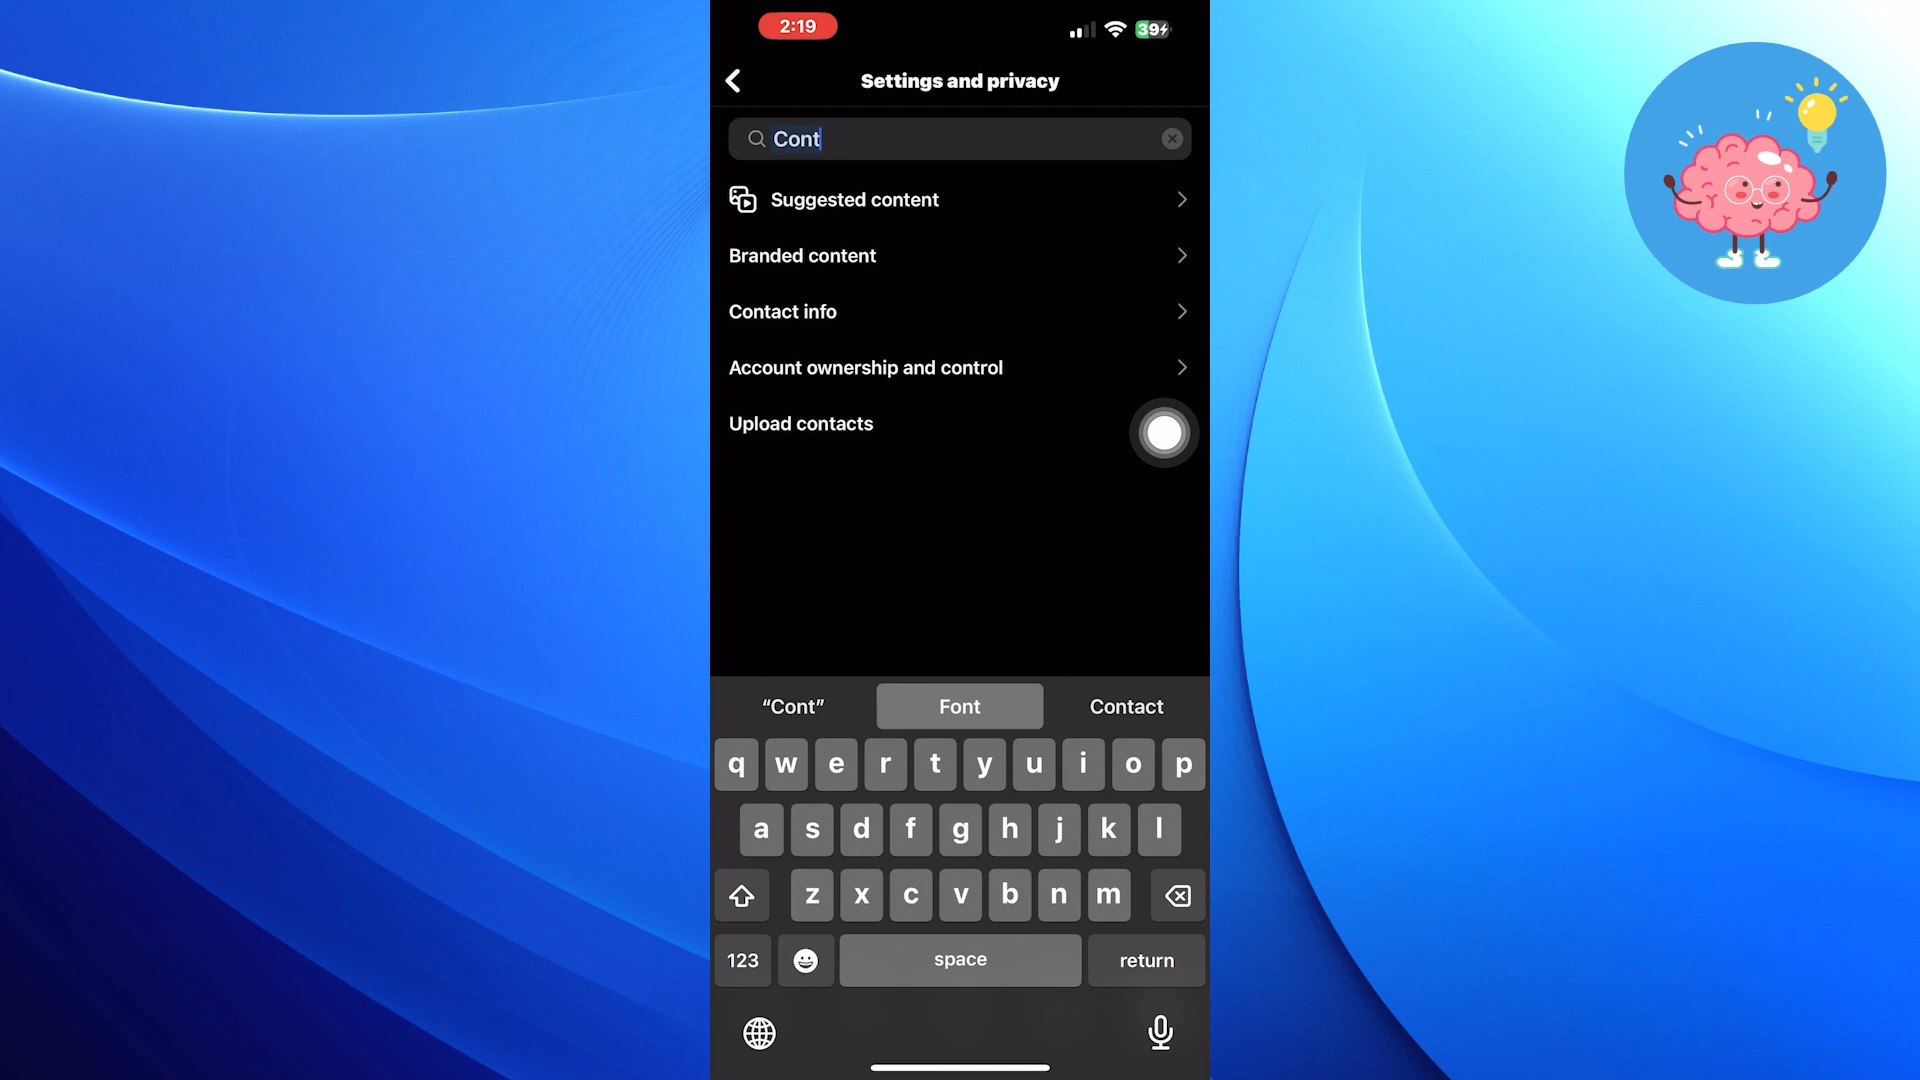 2:19
39
Settings and privacy
Cont
Suggested content
Branded content
Contact info
Account ownership and control
Upload contacts
“Cont” Font Contact
q w e r t y u i o p
a s d f g h j k l
z x c v b n m
123 space return